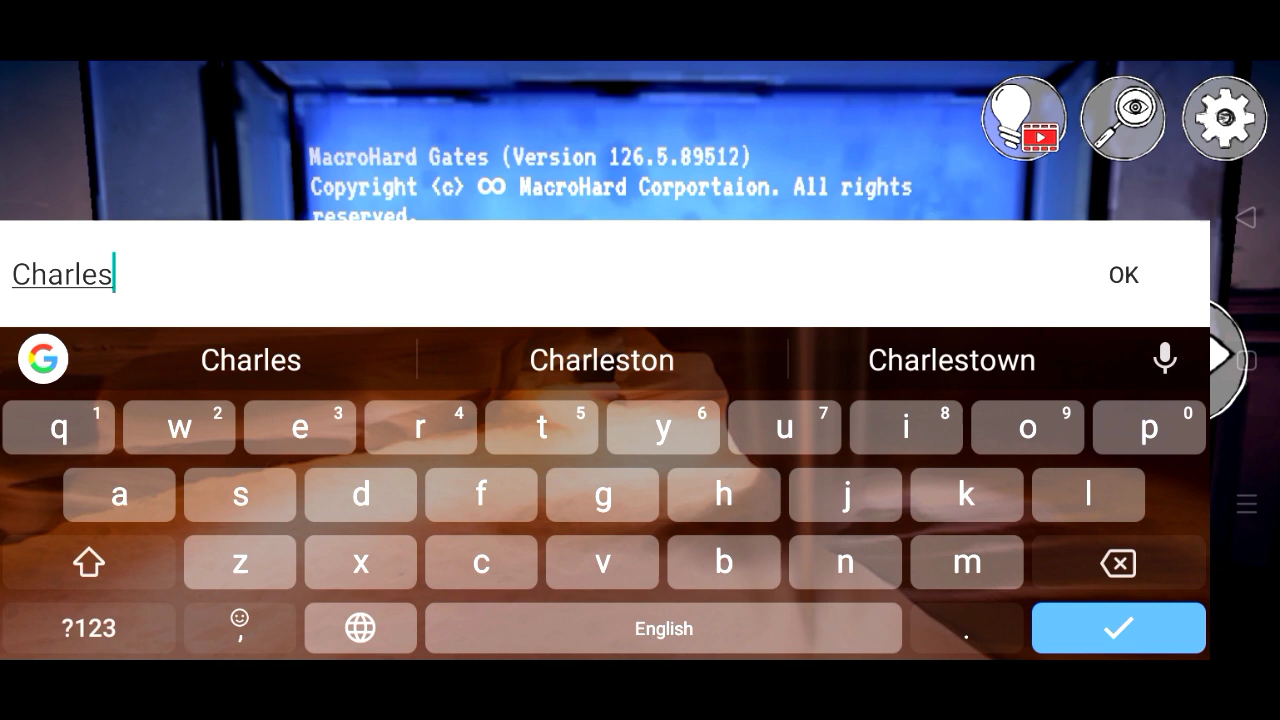 MacroHard Gates (Version 126.5.89512)
Copyright <c> ∞ MacroHard Corportaion. All rights
reserved.
Charles
OK
G
Charles
Charleston
Charlestown
q 1 w 2 e 3 r 4 t 5 y 6 u 7 i 8 o 9 p 0
a s d f g h j k l
z x c v b n m
?123 , English .